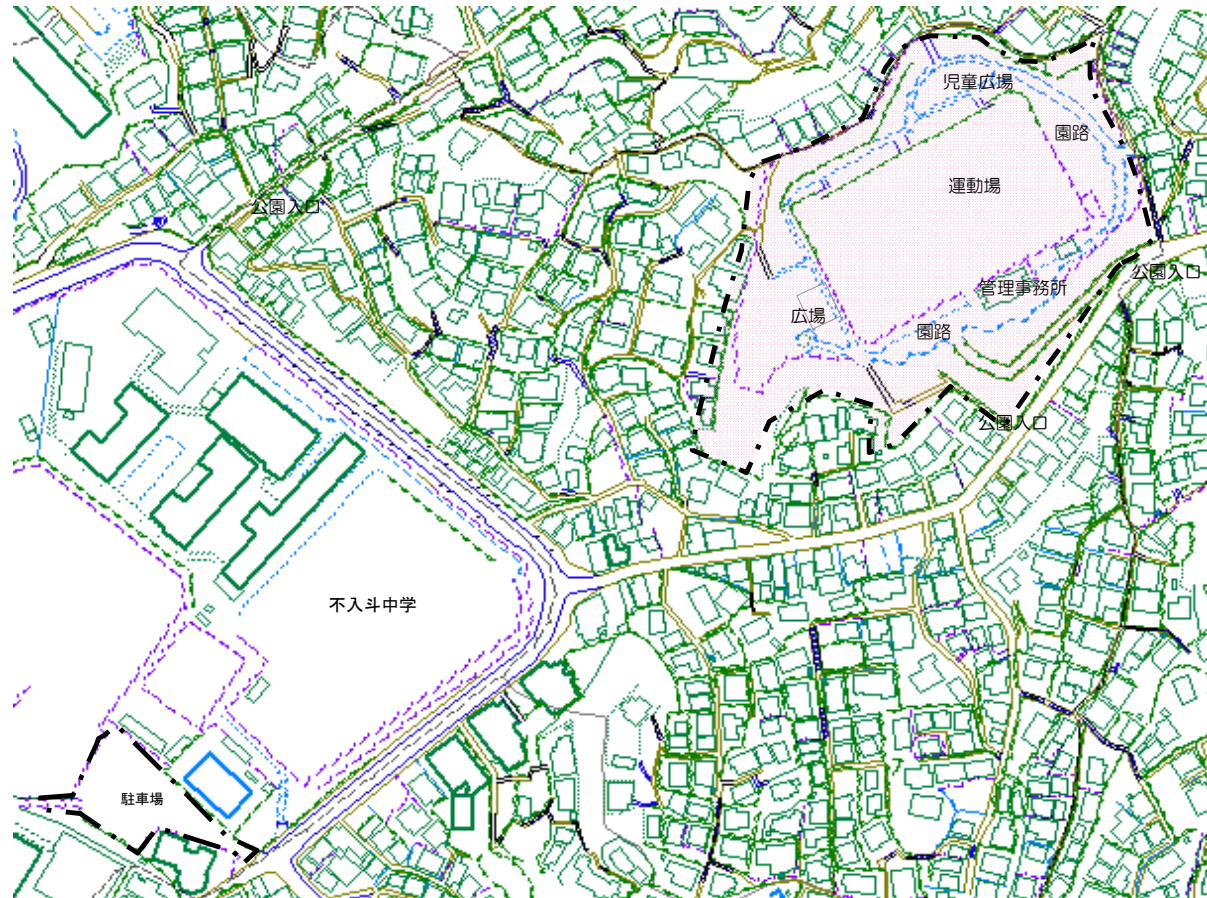 児童広場
園路
運動場
公園入口
公園入口
管理事務所
広場
園路
公園入口
不入斗中学
駐車場